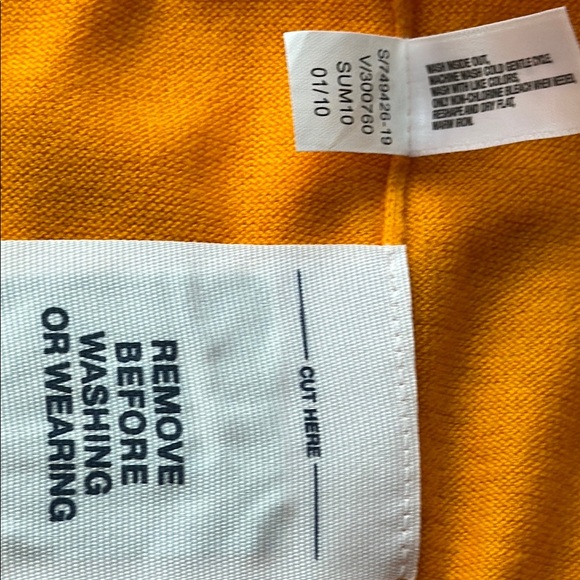 S/749426-19
V/300760
SUM10
01/10
WASH INSIDE OUT.
MACHINE WASH COLD GENTLE CYCLE.
WASH WITH LIKE COLORS.
ONLY NON-CHLORINE BLEACH WHEN NEEDED.
RESHAPE AND DRY FLAT.
WARM IRON.
CUT HERE
REMOVE
BEFORE
WASHING
OR WEARING